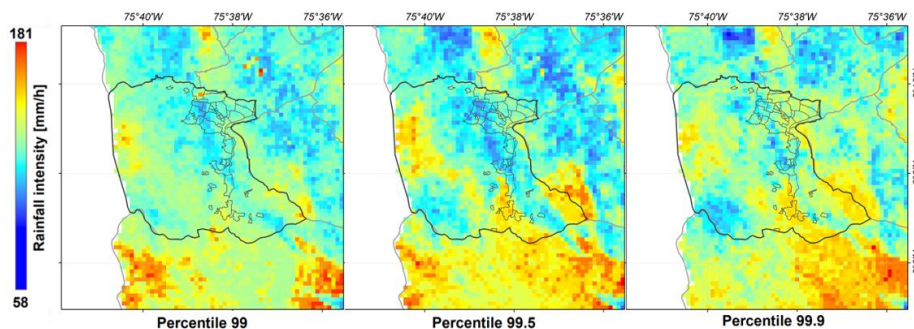 75°40'W 75°38'W 75°36'W 75°40'W 75°38'W 75°36'W 75°40'W 75°38'W 75°36'W
181
Rainfall intensity [mm/h]
58
Percentile 99 Percentile 99.5 Percentile 99.9